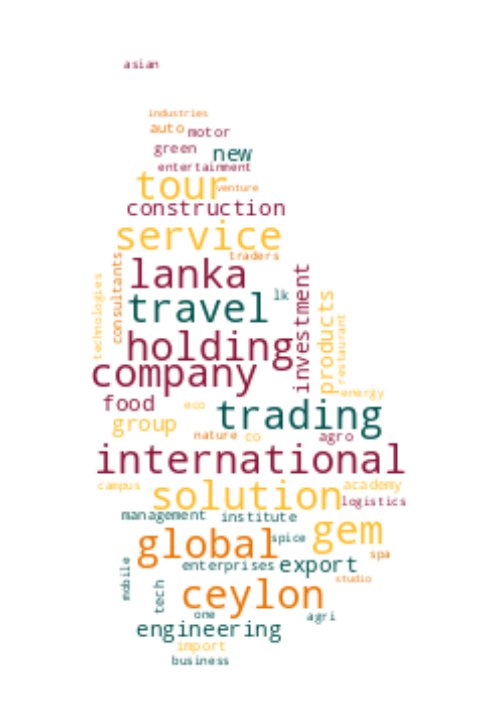 asian
industries
auto motor
green new
entertainment
tour venture
construction
service
traders
consultants
technologies
lanka
lk
investment
travel
products
restaurant
holding
company
energy
food eco
trading
group
nature co agro
international
campus solution academy
logistics
management institute
gem
global spice
spa
enterprises export
studio
mobile
tech
ceylon
one agri
engineering
import
business